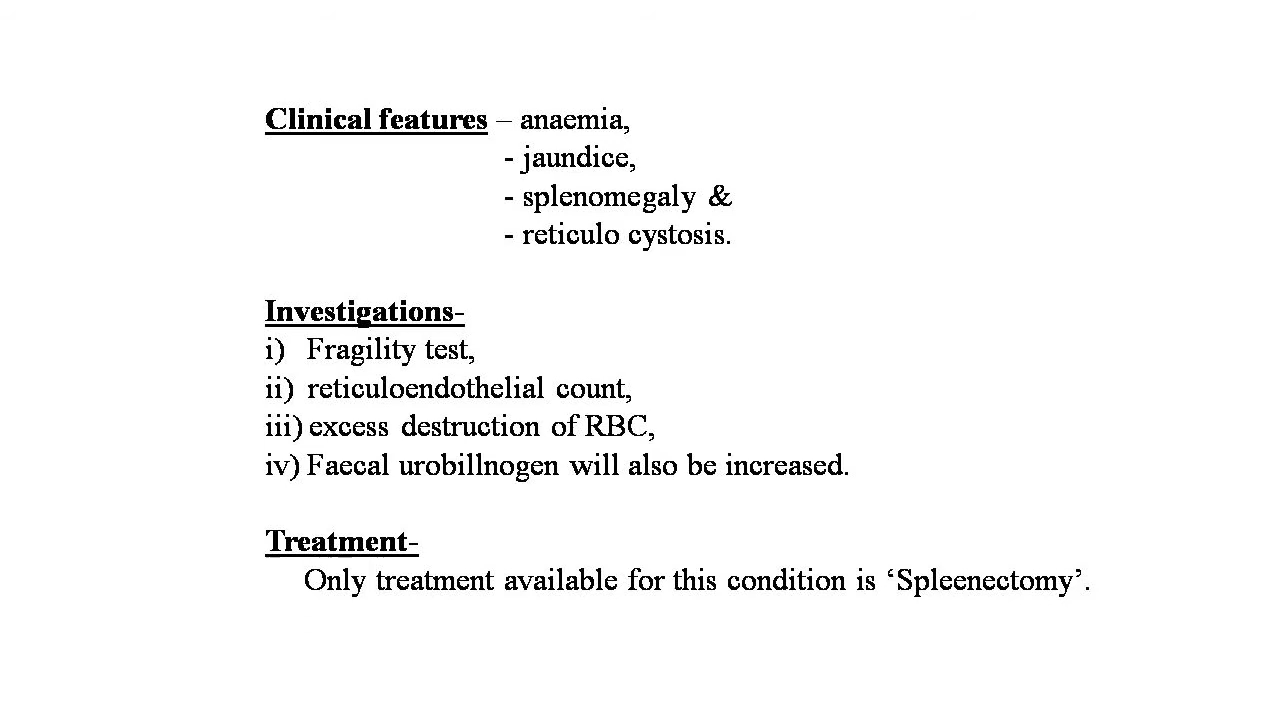 Clinical features – anaemia,
- jaundice,
- splenomegaly &
- reticulo cystosis.
Investigations-
i) Fragility test,
ii) reticuloendothelial count,
iii) excess destruction of RBC,
iv) Faecal urobillnogen will also be increased.
Treatment-
Only treatment available for this condition is ‘Spleenectomy’.